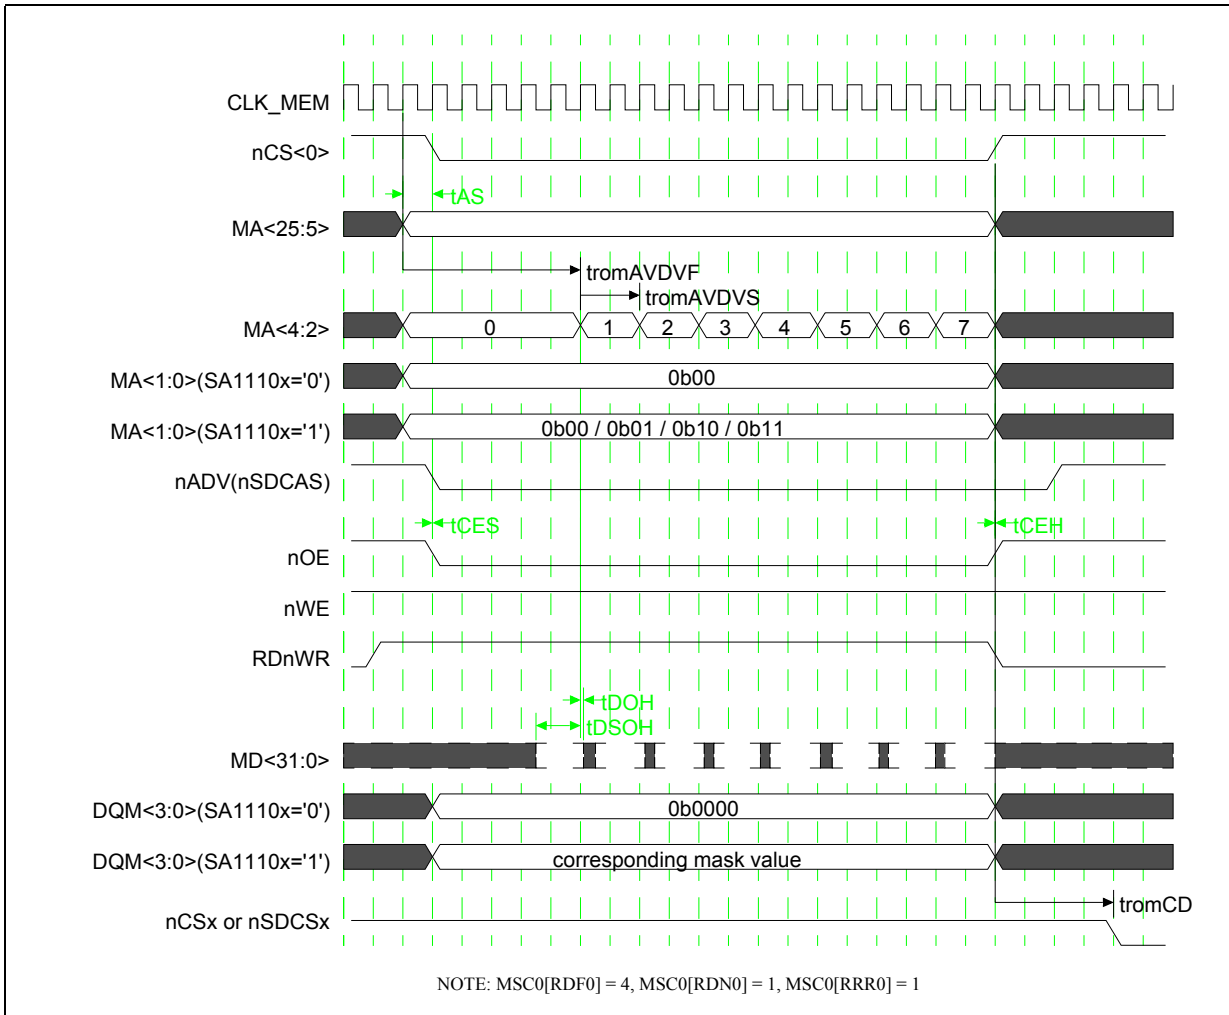 CLK_MEM
nCS<0>
tAS
MA<25:5>
tromAVDVF
tromAVDVS
MA<4:2>
0 1 2 3 4 5 6 7
MA<1:0>(SA1110x='0')
0b00
MA<1:0>(SA1110x='1')
0b00 / 0b01 / 0b10 / 0b11
nADV(nSDCAS)
tCES
tCEH
nOE
nWE
RDnWR
tDOH
tDSOH
MD<31:0>
DQM<3:0>(SA1110x='0')
0b0000
DQM<3:0>(SA1110x='1')
corresponding mask value
tromCD
nCSx or nSDCSx
NOTE: MSC0[RDF0] = 4, MSC0[RDN0] = 1, MSC0[RRR0] = 1